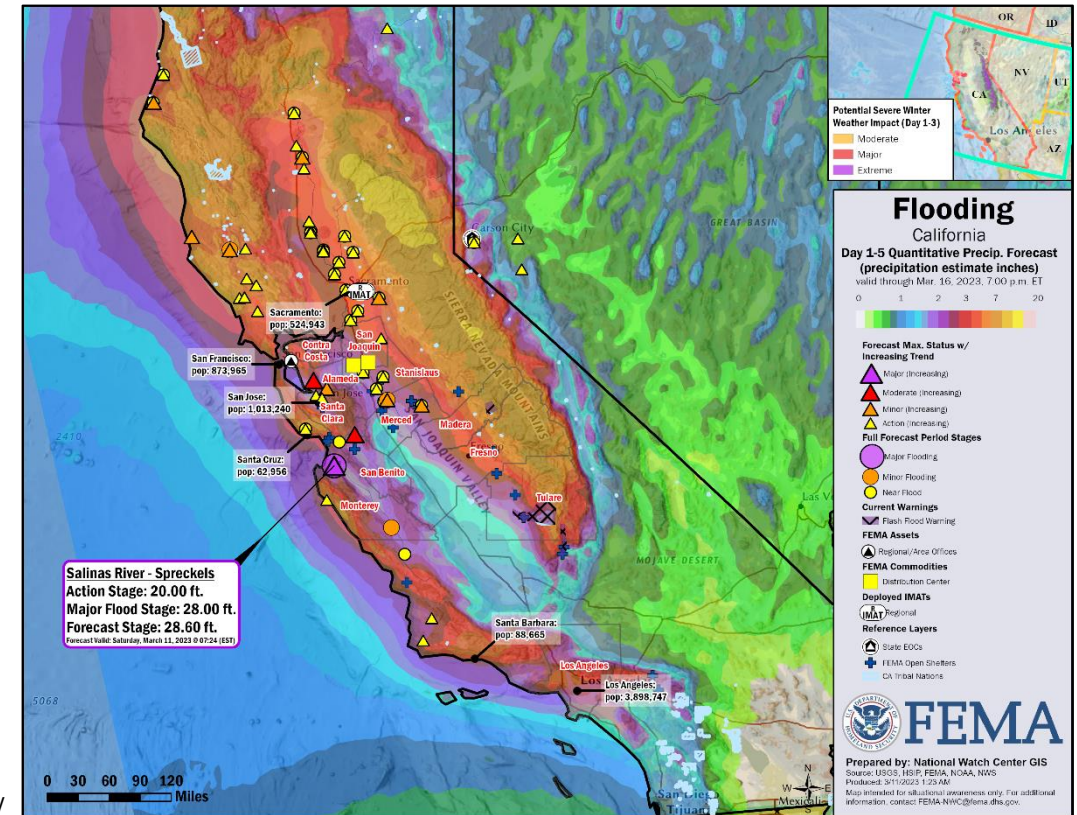 OR
ID
NV
UT
CA
Los Angeles
AZ
Potential Severe Winter
Weather Impact (Day 1-3)
Moderate
Major
Extreme
Flooding
California
Day 1-5 Quantitative Precip. Forecast
(precipitation estimate inches)
valid through Mar. 16, 2023, 7:00 p.m. ET
0 1 2 3 7 20
Forecast Max. Status w/
Increasing Trend
Major (Increasing)
Moderate (Increasing)
Minor (Increasing)
Action (Increasing)
Full Forecast Period Stages
Major Flooding
Minor Flooding
Near Flood
Current Warnings
Flash Flood Warning
FEMA Assets
Regional/Area Offices
FEMA Commodities
Distribution Center
Deployed IMATs
R
IMAT
Regional
Reference Layers
State EOCs
FEMA Open Shelters
CA Tribal Nations
FEMA
Prepared by: National Watch Center GIS
Source: USGS, HSIP, FEMA, NOAA, NWS
Produced: 3/11/2023 1:23 AM
Map intended for situational awareness only. For additional
information, contact FEMA-NWC@fema.dhs.gov.
Carson City
GREAT BASIN
Sacramento
R
IMAT
SIERRA NEVADA MOUNTAINS
Sacramento:
pop: 524,943
San
Joaquin
Contra
Costa
San Francisco:
pop: 873,965
Alameda
Stanislaus
San Jose:
pop: 1,013,240
Santa
Clara
Merced
Madera
SAN JOAQUIN VALLEY
Fresno
Fresno
2410
Santa Cruz:
pop: 62,956
San Benito
Tulare
Monterey
MOJAVE DESERT
Salinas River - Spreckels
Action Stage: 20.00 ft.
Major Flood Stage: 28.00 ft.
Forecast Stage: 28.60 ft.
Forecast Valid: Saturday, March 11, 2023 @ 07:24 (EST)
Santa Barbara:
pop: 88,665
Los Angeles
Los Angeles:
pop: 3,898,747
5068
0 30 60 90 120
Miles
San Diego
Tijuana
Mexicali
N
W
E
S